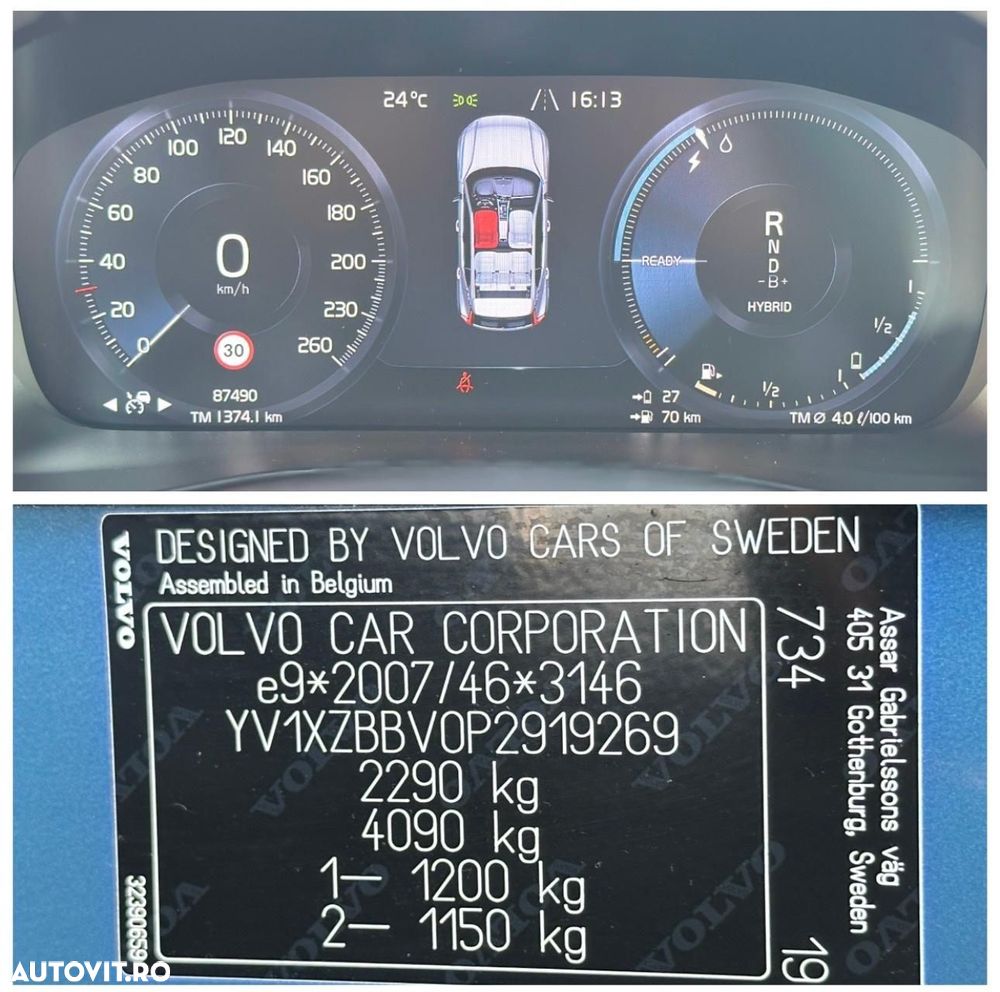 24°C 16:13
0 20 40 60 80 100 120 140 160 180 200 230 260
0
km/h
30
87490
TM 1374.1 km
R
N
D
-B+
HYBRID
READY
1
1/2
1/2
1
27
70 km
TM Ø 4.0 ℓ/100 km
VOLVO
DESIGNED BY VOLVO CARS OF SWEDEN
Assembled in Belgium
VOLVO CAR CORPORATION
e9*2007/46*3146
YV1XZBBV0P2919269
2290 kg
4090 kg
1— 1200 kg
2— 1150 kg
734
19
Assar Gabrielssons väg
405 31 Gothenburg, Sweden
32390659
AUTOVIT.RO